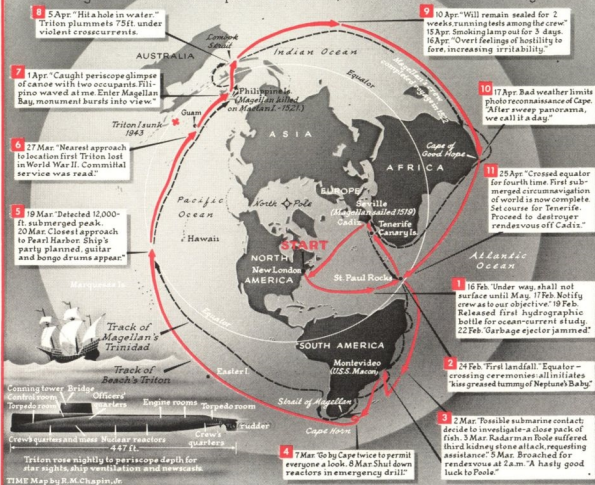 8 5 Apr. "Hit a hole in water."
Triton plummets 75ft. under
violent crosscurrents.
9 10 Apr. "Will remain sealed for 2
weeks, running tests among the crew."
15 Apr. Smoking lamp out for 3 days.
16 Apr. "Overt feelings of hostility to
fore, increasing irritability."
7 1 Apr. "Caught periscope glimpse
of canoe with two occupants. Fili-
pino waved at me. Enter Magellan
Bay, monument bursts into view."
10 17 Apr. Bad weather limits
photo reconnaissance of Cape.
"After sweep panorama,
we call it a day."
6 27 Mar. "Nearest approach
to location first Triton lost
in World War II. Committal
service was read."
11 25 Apr. "Crossed equator
for fourth time. First sub-
merged circumnavigation
of world is now complete.
Set course for Tenerife.
Proceed to destroyer
rendezvous off Cadiz."
5 19 Mar. "Detected 12,000-
ft. submerged peak.
20 Mar. Closest approach
to Pearl Harbor. Ship's
party planned, guitar
and bongo drums appear."
1 16 Feb. "Under way, shall not
surface until May. 17 Feb. Notify
crew as to our objective." 19 Feb.
Released first hydrographic
bottle for ocean-current study.
22 Feb. "Garbage ejector jammed."
2 24 Feb. "First landfall." Equator-
crossing ceremonies: all initiates
"kiss greased tummy of Neptune's Baby."
3 2 Mar. "Possible submarine contact;
decide to investigate-a close pack of
fish. 3 Mar. Radarman Poole suffered
third kidney stone attack, requesting
assistance." 5 Mar. Broached for
rendezvous at 2 a.m. "A hasty good
luck to Poole."
4 7 Mar. "Go by Cape twice to permit
everyone a look. 8 Mar. Shut down
reactors in emergency drill."
Lombok
Strait
AUSTRALIA
Indian Ocean
Equator
Philippine Is.
(Magellan killed
on Mactan I.-1521.)
Guam
Triton I sunk
1943
ASIA
AFRICA
Cape of
Good Hope
EUROPE
Pacific
Ocean
North Pole
Seville
(Magellan sailed 1519)
Cadiz
Tenerife
Canary Is.
Hawaii
START
NORTH
AMERICA
New London
St. Paul Rocks
Atlantic
Ocean
Marquesas Is.
Equator
Track of
Magellan's
Trinidad
Track of
Beach's Triton
SOUTH AMERICA
Montevideo
(U.S.S. Macon)
Easter I.
Strait of Magellan
Cape Horn
Conning tower Bridge
Control room
Torpedo room
Officers'
quarters
Engine rooms
Torpedo room
Rudder
Crew's quarters and mess
Nuclear reactors
Crew's
quarters
447 ft.
Triton rose nightly to periscope depth for
star sights, ship ventilation and newscasts.
TIME Map by R. M. Chapin, Jr.